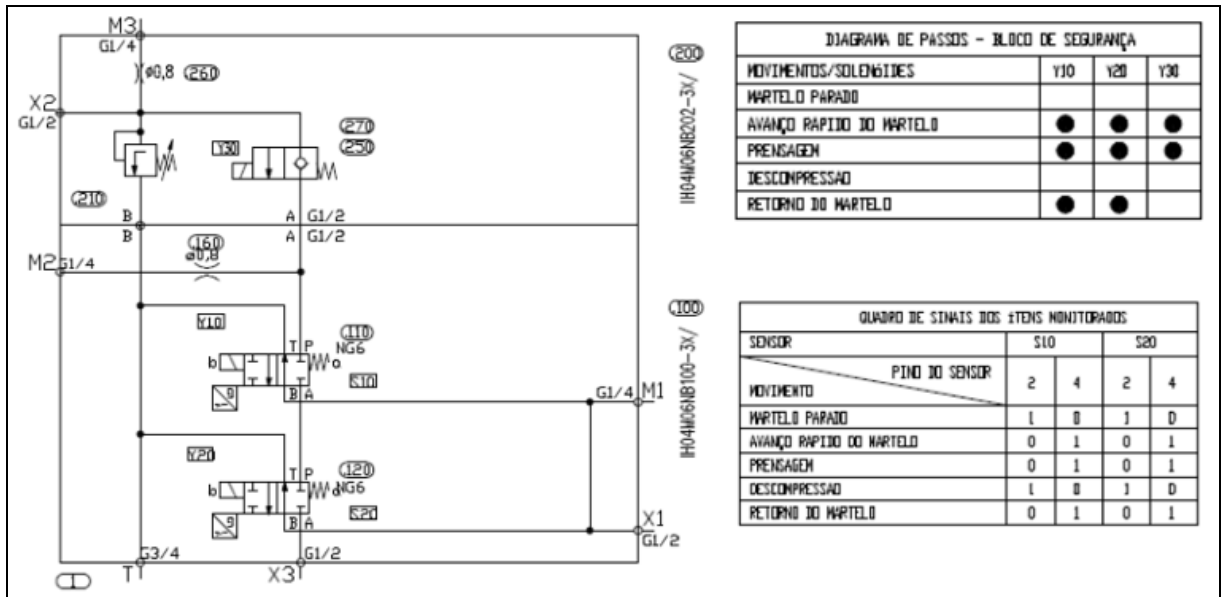 M3
G1/4
ø0,8 260
X2
G1/2
270
Y30 250
210
B A G1/2
B A G1/2
160
ø0,8
M2 G1/4
Y10
110
T P NG6
b a
S10
B A
G1/4 M1
Y20
120
T P NG6
b a
S20
B A
X1
G1/2
G3/4 G1/2
1 T X3
200
IH04M06NB202-3X/
100
IH04M06NB100-3X/
DIAGRAMA DE PASSOS - BLOCO DE SEGURANÇA
MOVIMENTOS/SOLENóIDES Y10 Y20 Y30
MARTELO PARADO
AVANÇO RAPIDO DO MARTELO
PRENSAGEM
DESCOMPRESSAO
RETORNO DO MARTELO
QUADRO DE SINAIS DOS ITENS MONITORADOS
SENSOR S10 S20
PINO DO SENSOR 2 4 2 4
MOVIMENTO
MARTELO PARADO 1 0 1 0
AVANÇO RAPIDO DO MARTELO 0 1 0 1
PRENSAGEM 0 1 0 1
DESCOMPRESSAO 1 0 1 0
RETORNO DO MARTELO 0 1 0 1